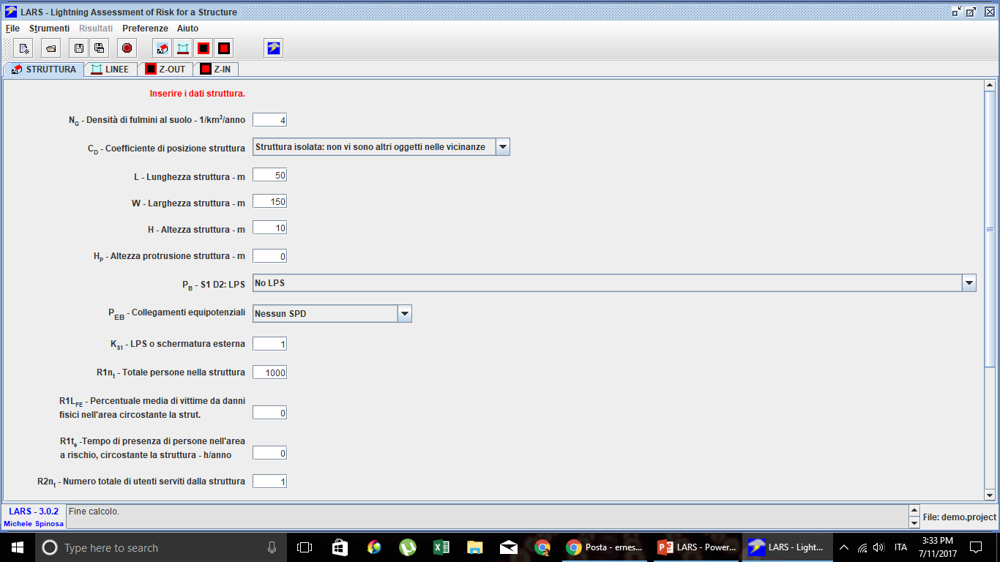 LARS - Lightning Assessment of Risk for a Structure
File Strumenti Risultati Preferenze Aiuto
STRUTTURA LINEE Z-OUT Z-IN
Inserire i dati struttura.
NG - Densità di fulmini al suolo - 1/km²/anno 4
CD - Coefficiente di posizione struttura Struttura isolata: non vi sono altri oggetti nelle vicinanze
L - Lunghezza struttura - m 50
W - Larghezza struttura - m 150
H - Altezza struttura - m 10
HP - Altezza protrusione struttura - m 0
PB - S1 D2: LPS No LPS
PEB - Collegamenti equipotenziali Nessun SPD
KS1 - LPS o schermatura esterna 1
R1nt - Totale persone nella struttura 1000
R1LFE - Percentuale media di vittime da danni
fisici nell'area circostante la strut. 0
R1te -Tempo di presenza di persone nell'area
a rischio, circostante la struttura - h/anno 0
R2nt - Numero totale di utenti serviti dalla struttura 1
LARS - 3.0.2 Fine calcolo.
Michele Spinosa File: demo.project
Type here to search Posta - ernes... LARS - Power... LARS - Light... ITA 3:33 PM
7/11/2017